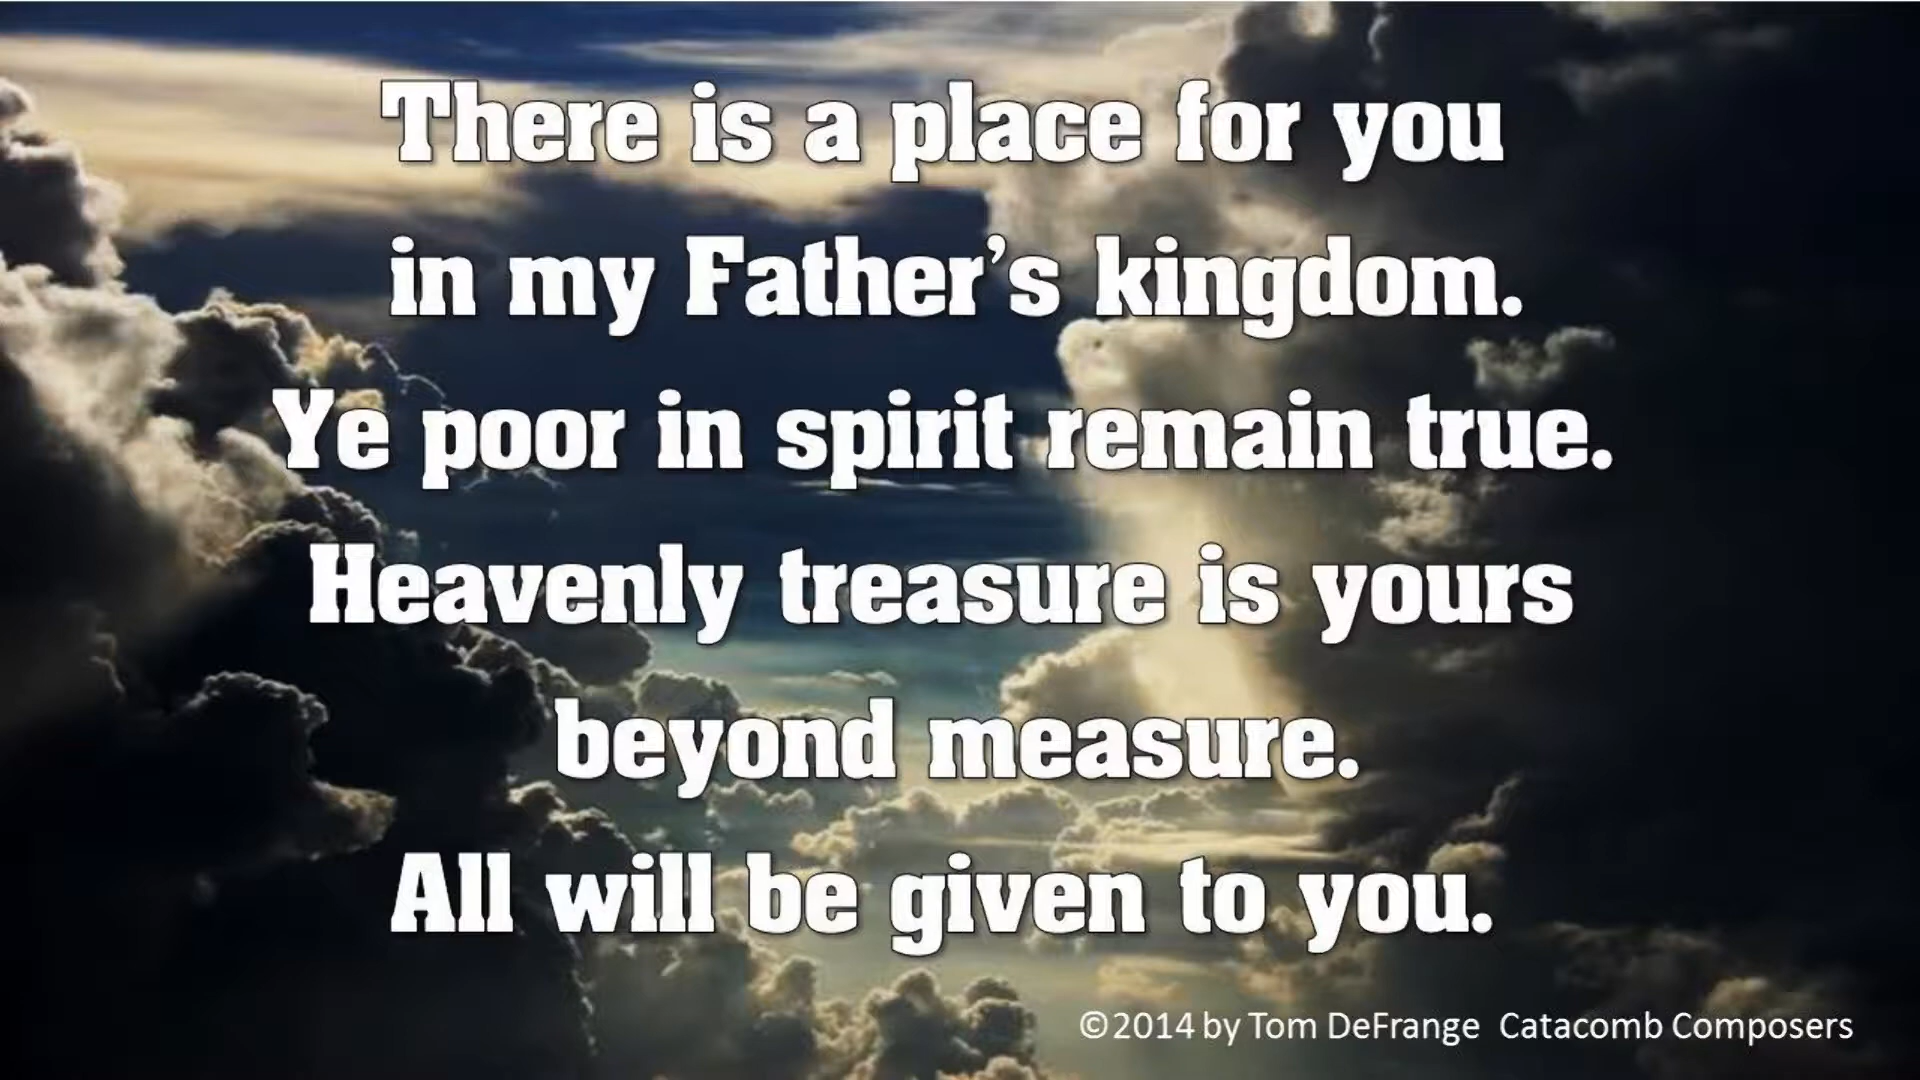 There is a place for you
in my Father’s kingdom.
Ye poor in spirit remain true.
Heavenly treasure is yours
beyond measure.
All will be given to you.
©2014 by Tom DeFrange  Catacomb Composers